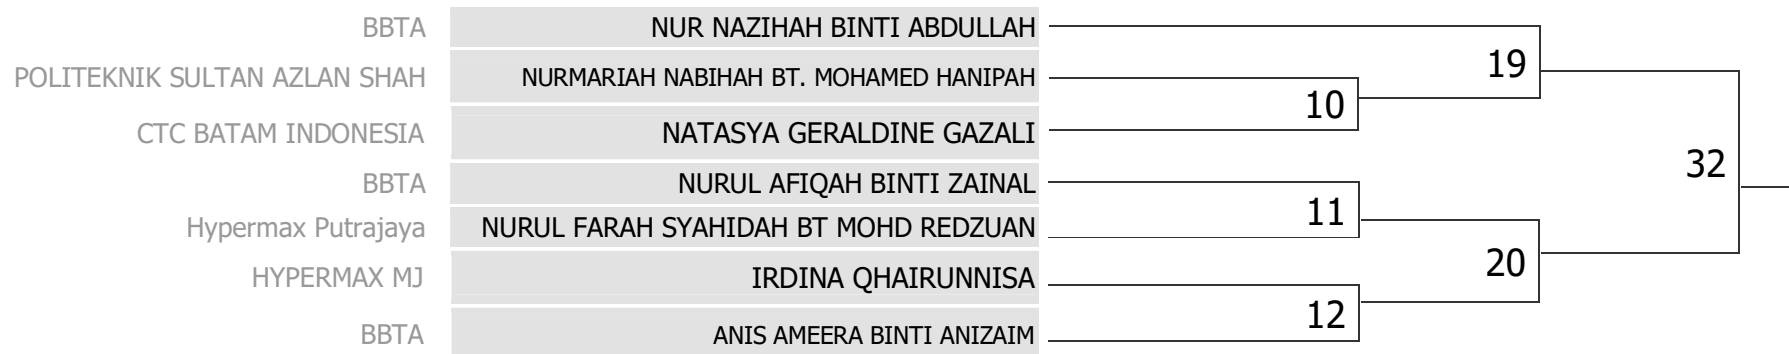 BBTA NUR NAZIHAH BINTI ABDULLAH
19
POLITEKNIK SULTAN AZLAN SHAH NURMARIAH NABIHAH BT. MOHAMED HANIPAH
10
CTC BATAM INDONESIA NATASYA GERALDINE GAZALI
32
BBTA NURUL AFIQAH BINTI ZAINAL
11
Hypermax Putrajaya NURUL FARAH SYAHIDAH BT MOHD REDZUAN
20
HYPERMAX MJ IRDINA QHAIRUNNISA
12
BBTA ANIS AMEERA BINTI ANIZAIM